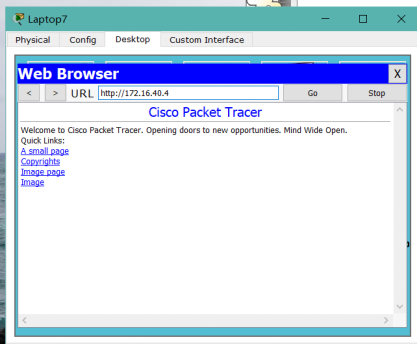 Laptop7
Physical Config Desktop Custom Interface
Web Browser X
< > URL http://172.16.40.4 Go Stop
Cisco Packet Tracer
Welcome to Cisco Packet Tracer. Opening doors to new opportunities. Mind Wide Open.
Quick Links:
A small page
Copyrights
Image page
Image